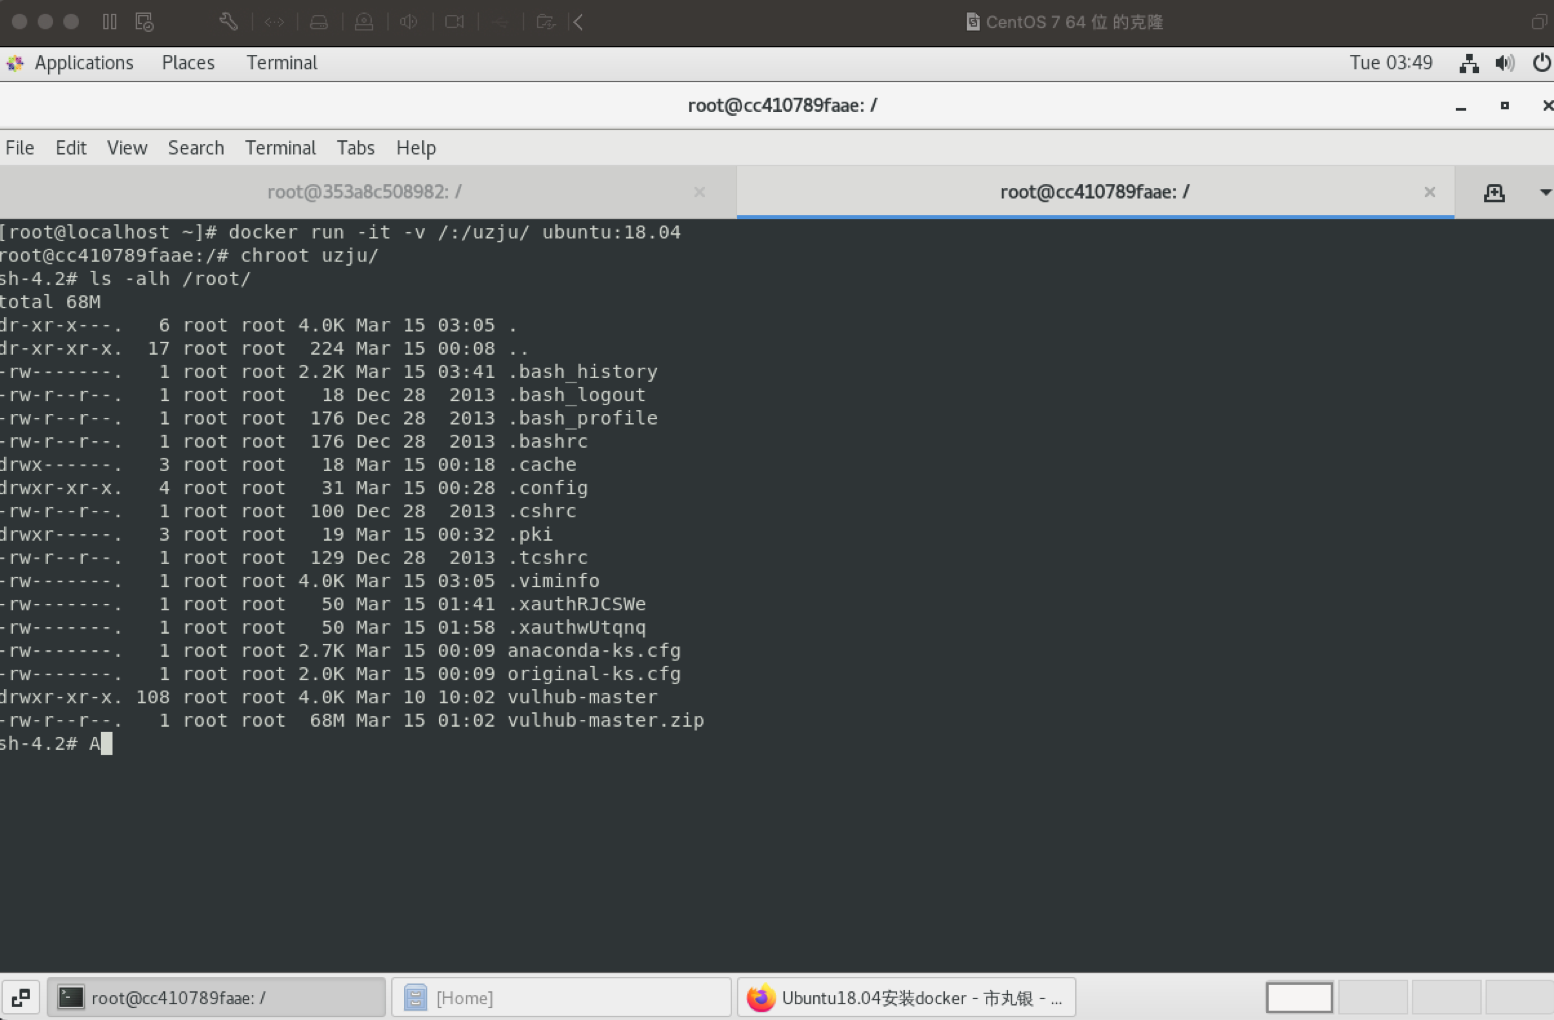 CentOS 7 64 位 的克隆
Applications Places Terminal Tue 03:49
root@cc410789faae: /
File Edit View Search Terminal Tabs Help
root@353a8c508982: / root@cc410789faae: /
[root@localhost ~]# docker run -it -v /:/uzju/ ubuntu:18.04
root@cc410789faae:/# chroot uzju/
sh-4.2# ls -alh /root/
total 68M
dr-xr-x---.   6 root root 4.0K Mar 15 03:05 .
dr-xr-xr-x.  17 root root  224 Mar 15 00:08 ..
-rw-------.   1 root root 2.2K Mar 15 03:41 .bash_history
-rw-r--r--.   1 root root   18 Dec 28  2013 .bash_logout
-rw-r--r--.   1 root root  176 Dec 28  2013 .bash_profile
-rw-r--r--.   1 root root  176 Dec 28  2013 .bashrc
drwx------.   3 root root   18 Mar 15 00:18 .cache
drwxr-xr-x.   4 root root   31 Mar 15 00:28 .config
-rw-r--r--.   1 root root  100 Dec 28  2013 .cshrc
drwxr-----.   3 root root   19 Mar 15 00:32 .pki
-rw-r--r--.   1 root root  129 Dec 28  2013 .tcshrc
-rw-------.   1 root root 4.0K Mar 15 03:05 .viminfo
-rw-------.   1 root root   50 Mar 15 01:41 .xauthRJCSWe
-rw-------.   1 root root   50 Mar 15 01:58 .xauthwUtqnq
-rw-------.   1 root root 2.7K Mar 15 00:09 anaconda-ks.cfg
-rw-------.   1 root root 2.0K Mar 15 00:09 original-ks.cfg
drwxr-xr-x. 108 root root 4.0K Mar 10 10:02 vulhub-master
-rw-r--r--.   1 root root  68M Mar 15 01:02 vulhub-master.zip
sh-4.2# A
root@cc410789faae: / [Home] Ubuntu18.04安装docker - 市丸银 - ...